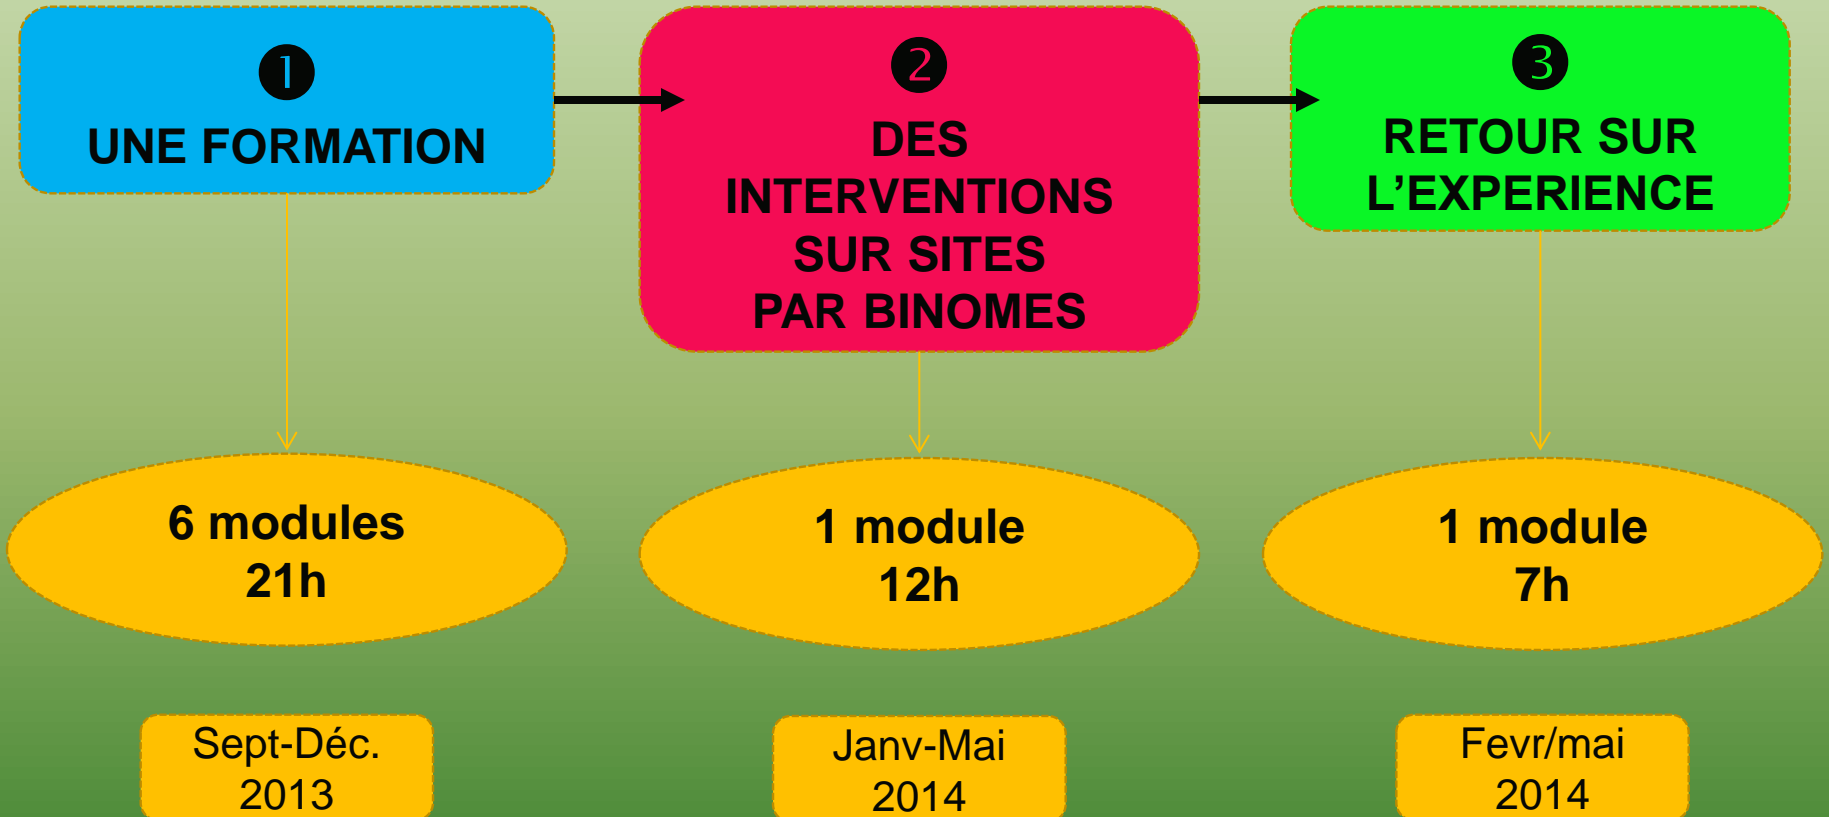 ❶
UNE FORMATION
❷
DES
INTERVENTIONS
SUR SITES
PAR BINOMES
❸
RETOUR SUR
L’EXPERIENCE
6 modules
21h
1 module
12h
1 module
7h
Sept-Déc.
2013
Janv-Mai
2014
Fevr/mai
2014